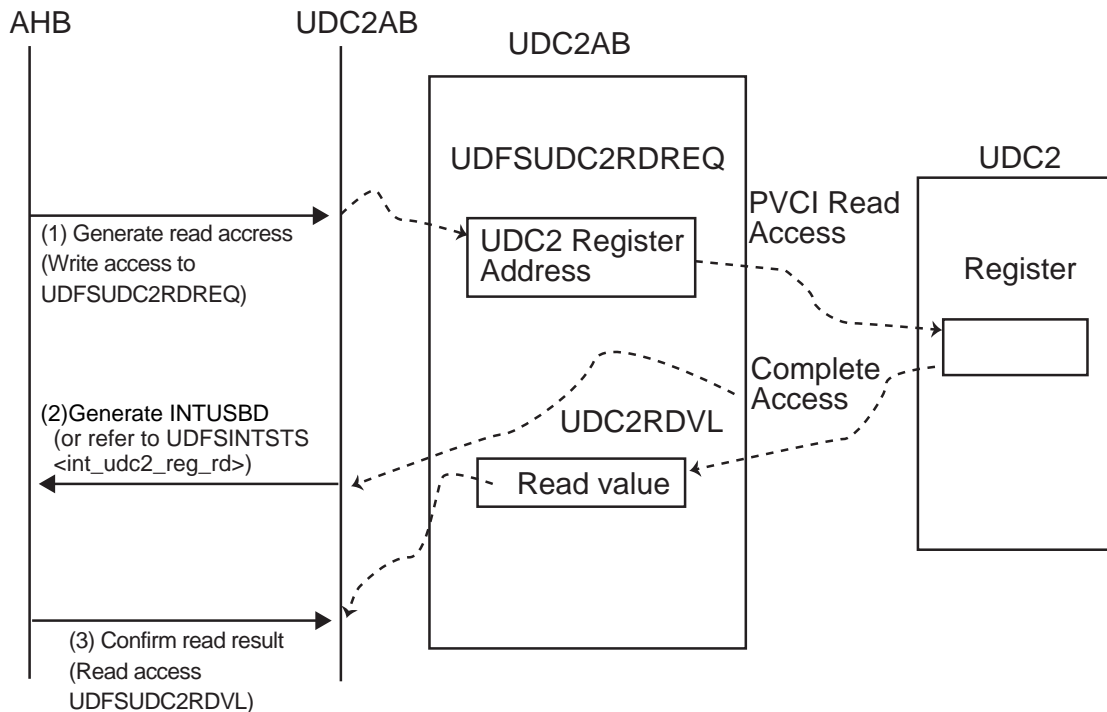 AHB
UDC2AB
UDC2AB
UDC2
UDFSUDC2RDREQ
PVCI Read
Access
(1) Generate read accress
(Write access to
UDFSUDC2RDREQ)
UDC2 Register
Address
Register
Complete
Access
(2)Generate INTUSBD
(or refer to UDFSINTSTS
<int_udc2_reg_rd>)
UDC2RDVL
Read value
(3) Confirm read result
(Read access
UDFSUDC2RDVL)